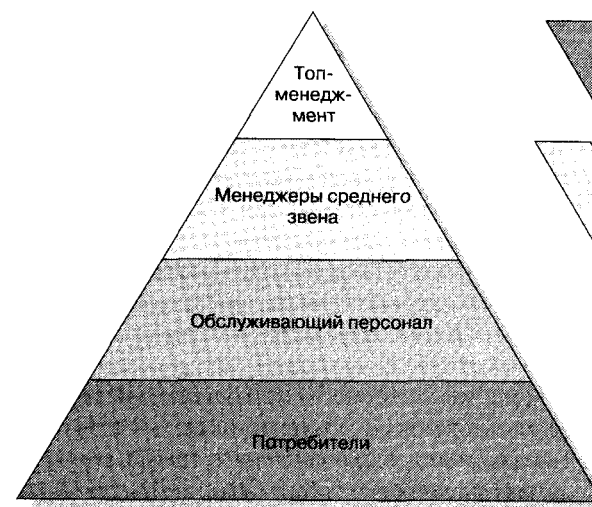 Топ-
менедж-
мент
Менеджеры среднего
звена
Обслуживающий персонал
Потребители